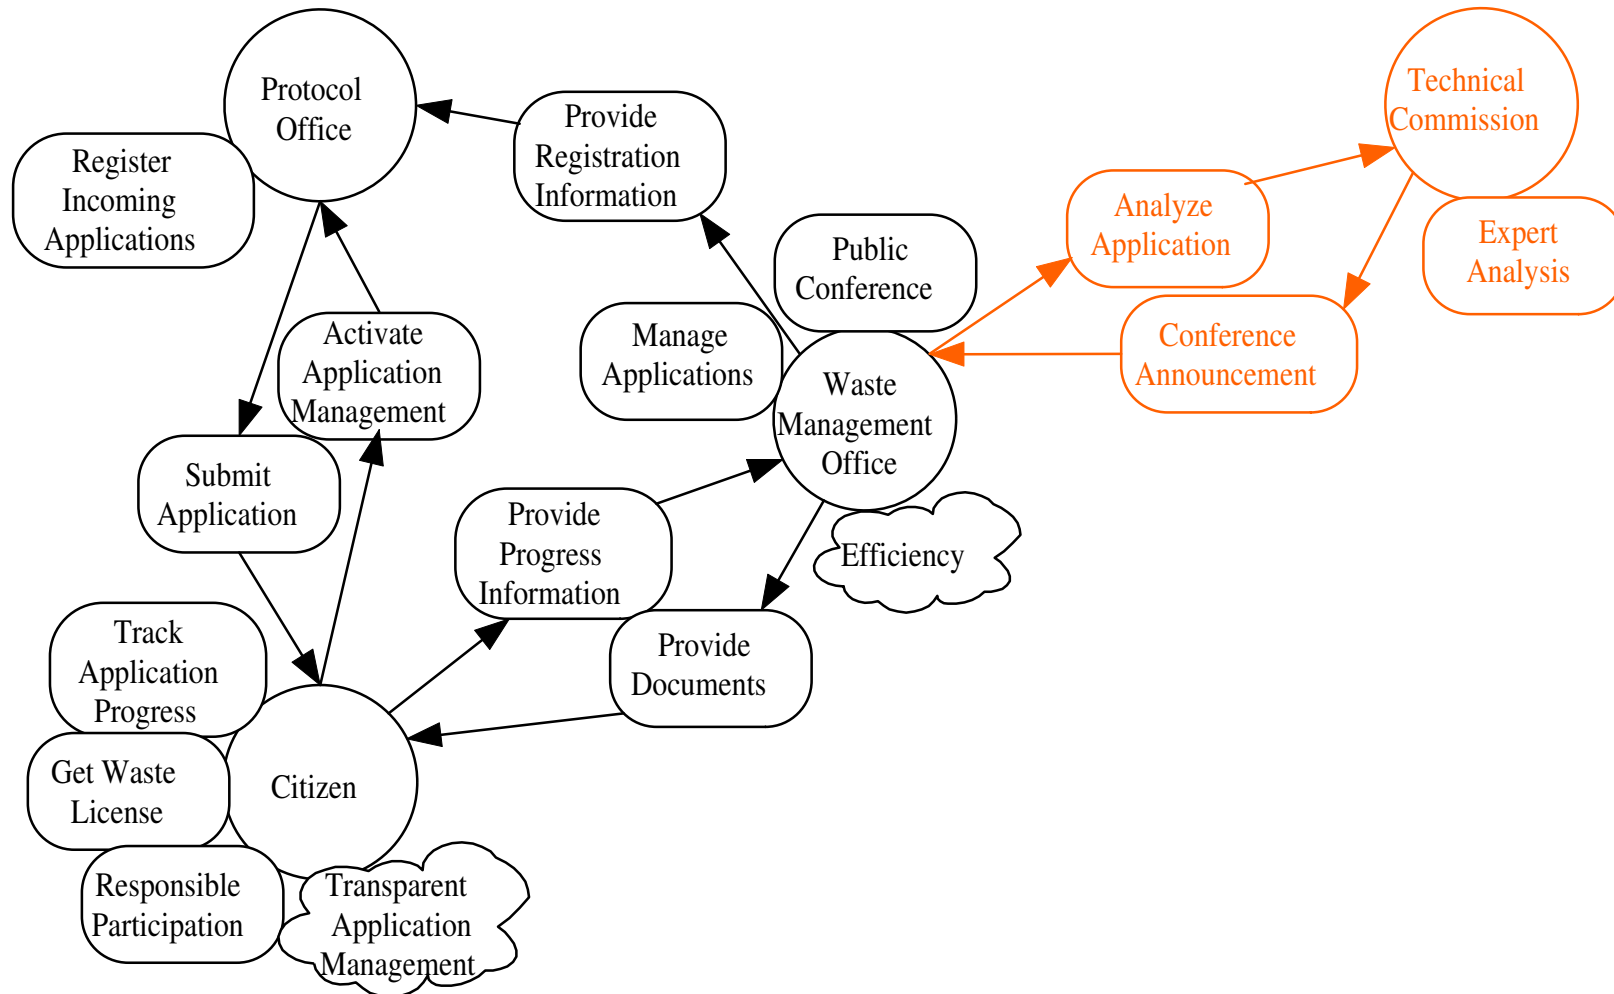 Protocol
Office
Provide
Registration
Information
Technical
Commission
Register
Incoming
Applications
Analyze
Application
Expert
Analysis
Public
Conference
Activate
Application
Management
Manage
Applications
Conference
Announcement
Waste
Management
Office
Submit
Application
Provide
Progress
Information
Efficiency
Track
Application
Progress
Provide
Documents
Get Waste
License
Citizen
Responsible
Participation
Transparent
Application
Management